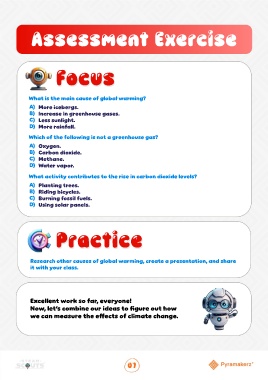 Assessment Exercise
Focus
What is the main cause of global warming?
A) More icebergs.
B) Increase in greenhouse gases.
C) Less sunlight.
D) More rainfall.
Which of the following is not a greenhouse gas?
A) Oxygen.
B) Carbon dioxide.
C) Methane.
D) Water vapor.
What activity contributes to the rise in carbon dioxide levels?
A) Planting trees.
B) Riding bicycles.
C) Burning fossil fuels.
D) Using solar panels.
Practice
Research other causes of global warming, create a presentation, and share
it with your class.
Excellent work so far, everyone!
Now, let's combine our ideas to figure out how
we can measure the effects of climate change.
07
Pyramakerz